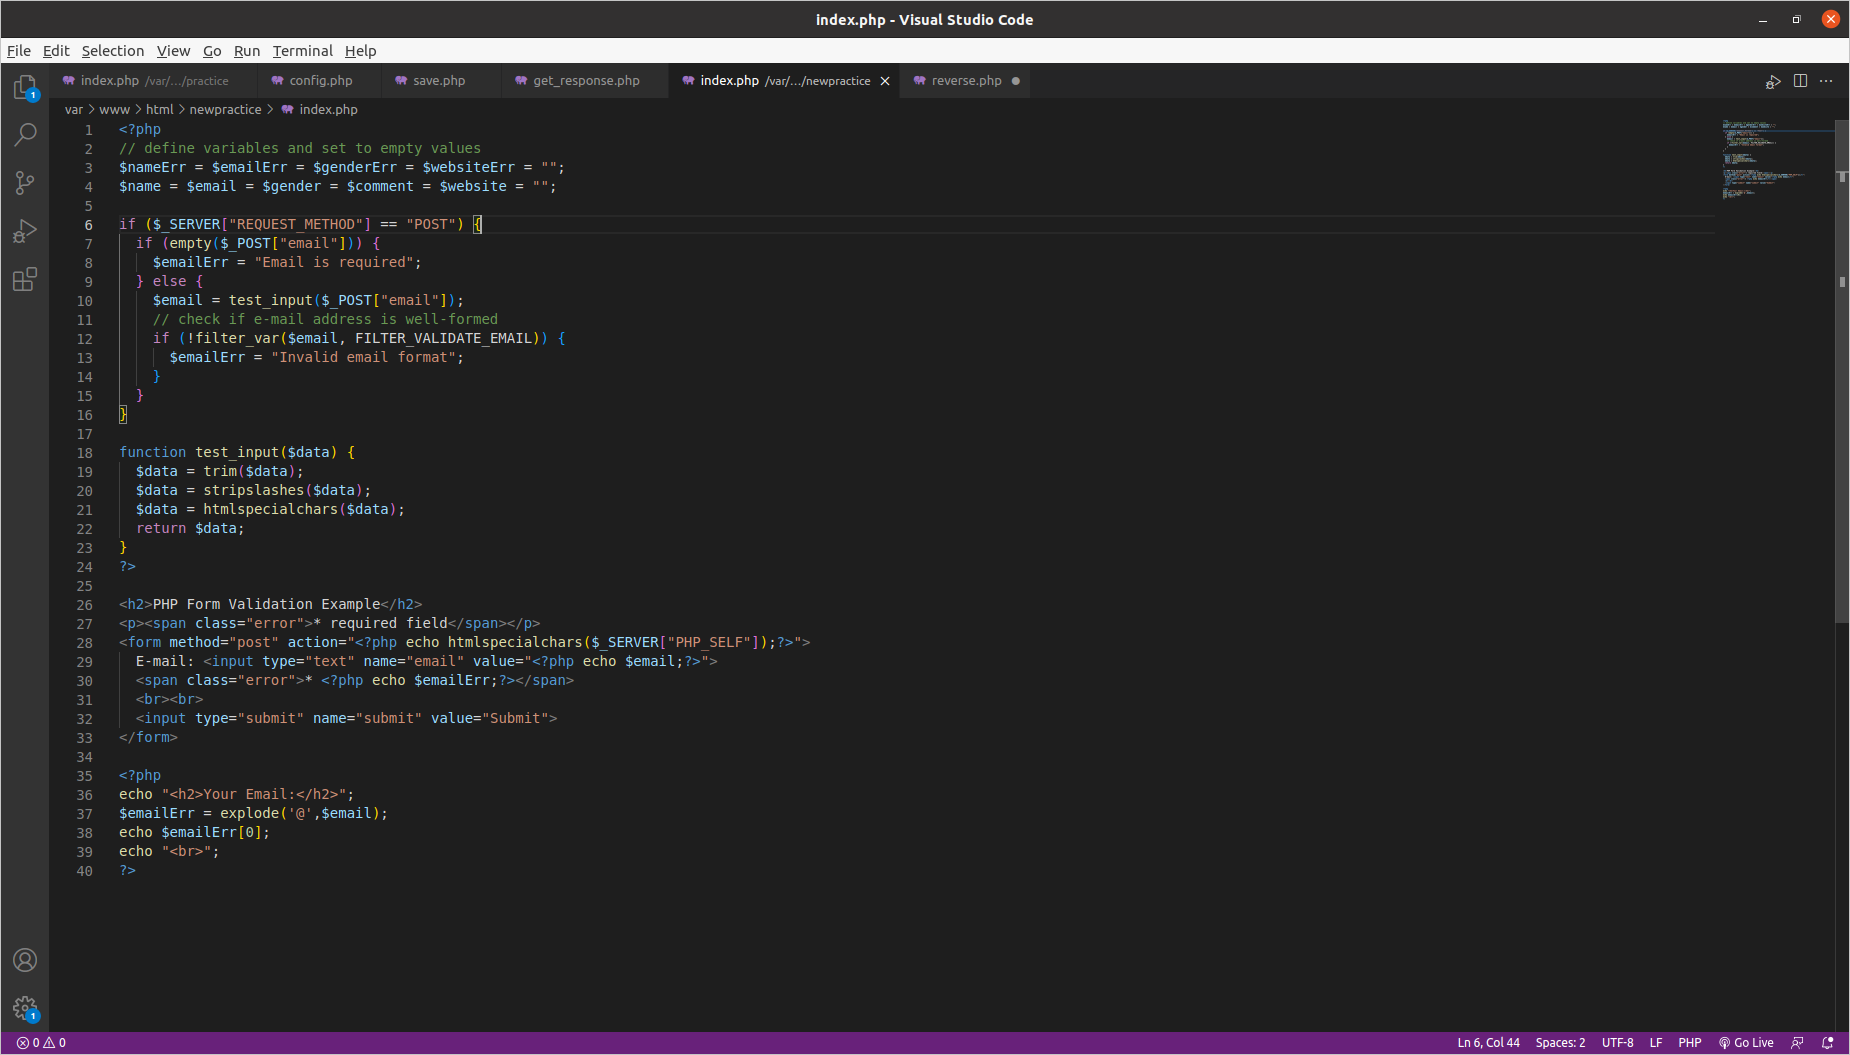 index.php - Visual Studio Code
File Edit Selection View Go Run Terminal Help
index.php /var/.../practice config.php save.php get_response.php index.php /var/.../newpractice reverse.php
var > www > html > newpractice > index.php
1 <?php
2 // define variables and set to empty values
3 $nameErr = $emailErr = $genderErr = $websiteErr = "";
4 $name = $email = $gender = $comment = $website = "";
5
6 if ($_SERVER["REQUEST_METHOD"] == "POST") {
7   if (empty($_POST["email"])) {
8     $emailErr = "Email is required";
9   } else {
10     $email = test_input($_POST["email"]);
11     // check if e-mail address is well-formed
12     if (!filter_var($email, FILTER_VALIDATE_EMAIL)) {
13       $emailErr = "Invalid email format";
14     }
15   }
16 }
17
18 function test_input($data) {
19   $data = trim($data);
20   $data = stripslashes($data);
21   $data = htmlspecialchars($data);
22   return $data;
23 }
24 ?>
25
26 <h2>PHP Form Validation Example</h2>
27 <p><span class="error">* required field</span></p>
28 <form method="post" action="<?php echo htmlspecialchars($_SERVER["PHP_SELF"]);?>">
29   E-mail: <input type="text" name="email" value="<?php echo $email;?>">
30   <span class="error">* <?php echo $emailErr;?></span>
31   <br><br>
32   <input type="submit" name="submit" value="Submit">
33 </form>
34
35 <?php
36 echo "<h2>Your Email:</h2>";
37 $emailErr = explode('@',$email);
38 echo $emailErr[0];
39 echo "<br>";
40 ?>
1
1
0 0 Ln 6, Col 44 Spaces: 2 UTF-8 LF PHP Go Live